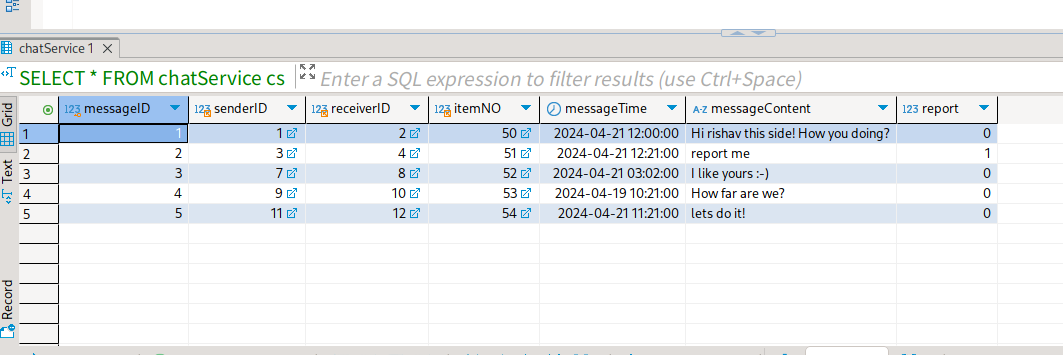 chatService 1
SELECT * FROM chatService cs Enter a SQL expression to filter results (use Ctrl+Space)
Grid
Text
Record
123 messageID 123 senderID 123 receiverID 123 itemNO messageTime A-Z messageContent 123 report
1 1 1 2 50 2024-04-21 12:00:00 Hi rishav this side! How you doing? 0
2 2 3 4 51 2024-04-21 12:21:00 report me 1
3 3 7 8 52 2024-04-21 03:02:00 I like yours :-) 0
4 4 9 10 53 2024-04-19 10:21:00 How far are we? 0
5 5 11 12 54 2024-04-21 11:21:00 lets do it! 0